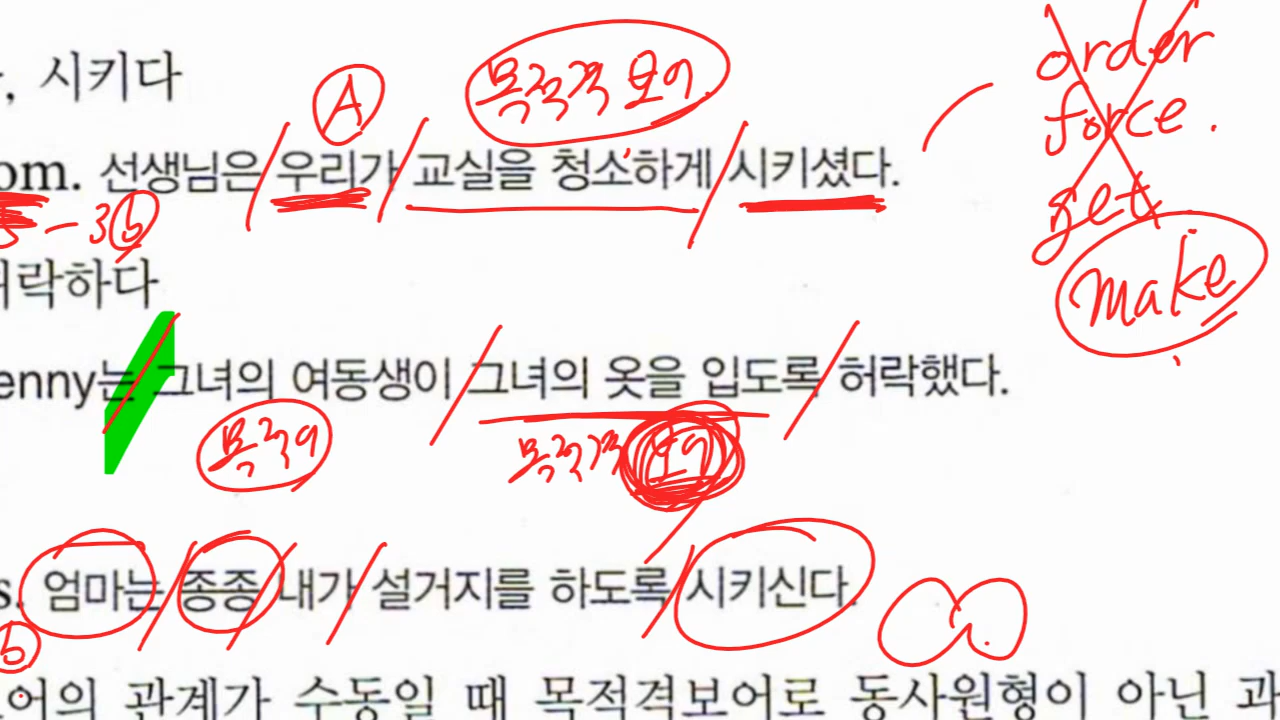 , 시키다
om. 선생님은 우리가 교실을 청소하게 시키셨다.
A
목적격 보어
order
force.
get
make
3b
허락하다
enny는 그녀의 여동생이 그녀의 옷을 입도록 허락했다.
목적어
목적격 보어
s. 엄마는 종종 내가 설거지를 하도록 시키신다.
b
어의 관계가 수동일 때 목적격보어로 동사원형이 아닌 과